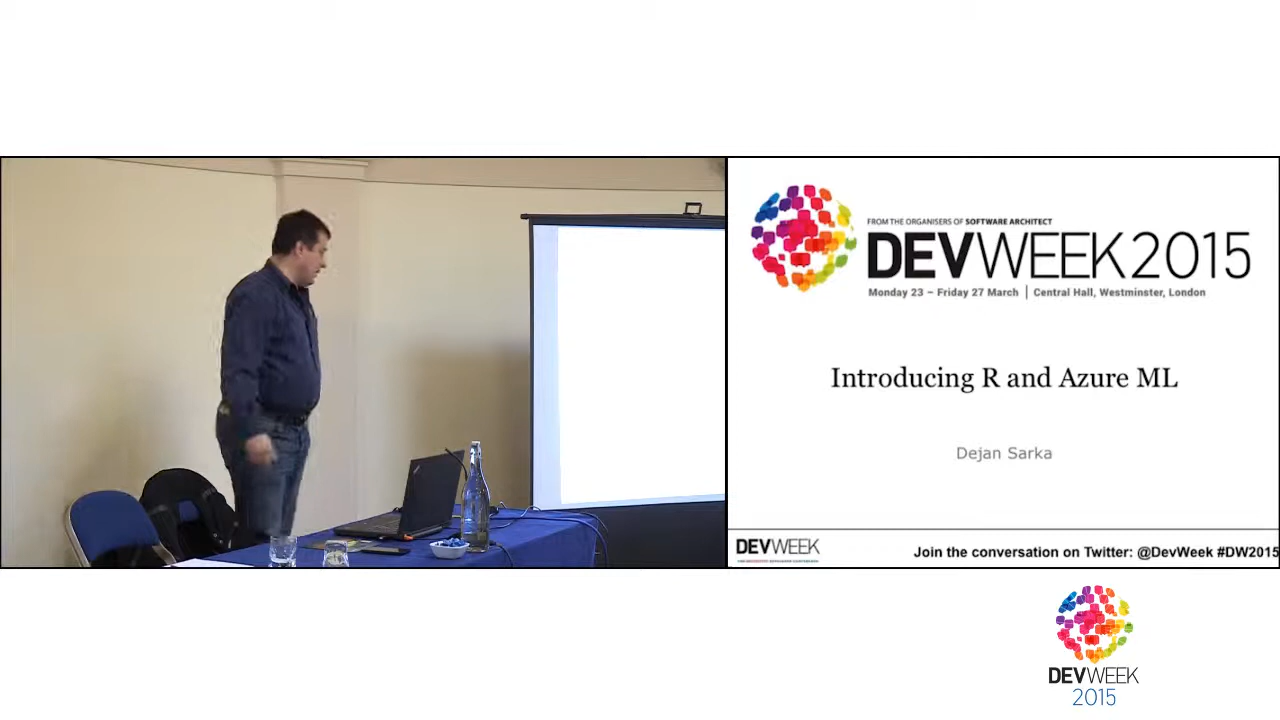 FROM THE ORGANISERS OF SOFTWARE ARCHITECT
DEVWEEK2015
Monday 23 – Friday 27 March | Central Hall, Westminster, London
Introducing R and Azure ML
Dejan Sarka
DEVWEEK
Join the conversation on Twitter: @DevWeek #DW2015
DEVWEEK
2015